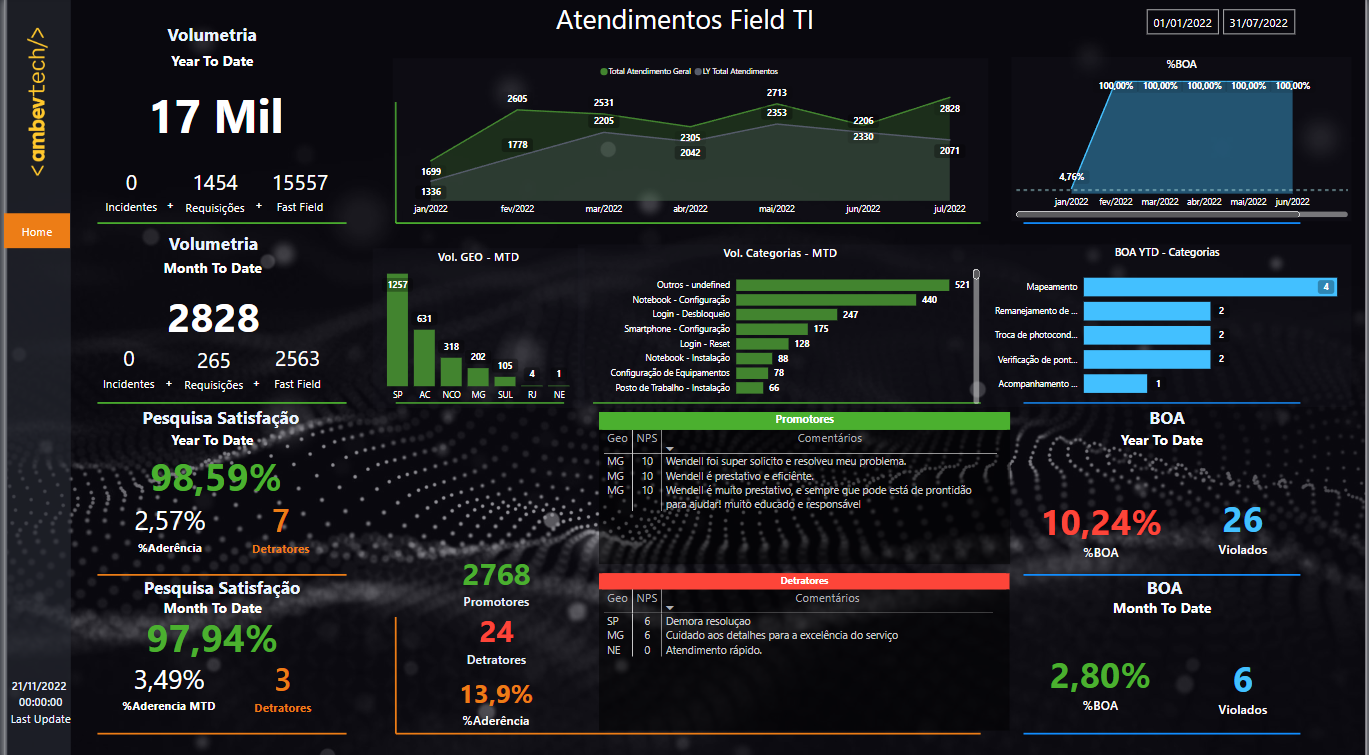 Atendimentos Field TI
01/01/2022 31/07/2022
<ambevtech/>
Home
21/11/2022
00:00:00
Last Update
Volumetria
Year To Date
17 Mil
0 1454 15557
Incidentes + Requisições + Fast Field
Total Atendimento Geral LY Total Atendimentos
2605 2531 2713 2828
2205 2353 2206
1778 2305 2330
1699 2042 2071
1336
jan/2022 fev/2022 mar/2022 abr/2022 mai/2022 jun/2022 jul/2022
%BOA
100,00% 100,00% 100,00% 100,00% 100,00%
4,76%
jan/2022 fev/2022 mar/2022 abr/2022 mai/2022 jun/2022
Volumetria
Month To Date
2828
0 265 2563
Incidentes + Requisições + Fast Field
Vol. GEO - MTD
1257
631
318
202
105
4 1
SP AC NCO MG SUL RJ NE
Vol. Categorias - MTD
Outros - undefined 521
Notebook - Configuração 440
Login - Desbloqueio 247
Smartphone - Configuração 175
Login - Reset 128
Notebook - Instalação 88
Configuração de Equipamentos 78
Posto de Trabalho - Instalação 66
BOA YTD - Categorias
Mapeamento 4
Remanejamento de ... 2
Troca de photocond... 2
Verificação de pont... 2
Acompanhamento ... 1
Pesquisa Satisfação
Year To Date
98,59%
2,57% 7
%Aderência Detratores
Pesquisa Satisfação
Month To Date
97,94%
3,49% 3
%Aderencia MTD Detratores
2768
Promotores
24
Detratores
13,9%
%Aderência
Promotores
Geo NPS Comentários
MG 10 Wendell foi super solicito e resolveu meu problema.
MG 10 Wendell é prestativo e eficiênte.
MG 10 Wendell é muito prestativo, e sempre que pode está de prontidão
para ajudar! muito educado e responsável
Detratores
Geo NPS Comentários
SP 6 Demora resoluçao
MG 6 Cuidado aos detalhes para a excelência do serviço
NE 0 Atendimento rápido.
BOA
Year To Date
10,24% 26
%BOA Violados
BOA
Month To Date
2,80% 6
%BOA Violados